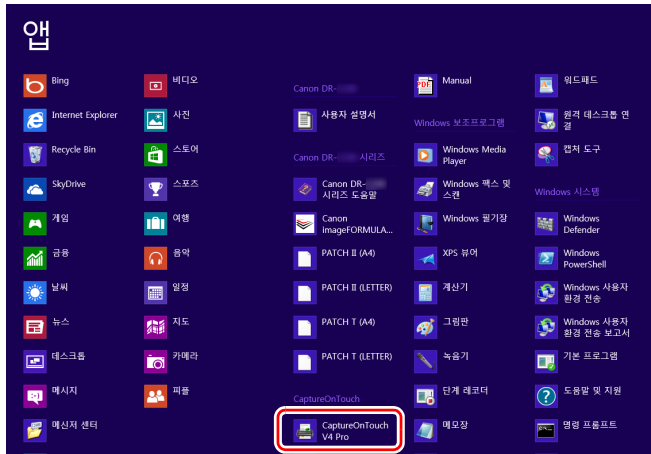 앱
Bing
Internet Explorer
Recycle Bin
SkyDrive
게임
금융
날씨
뉴스
데스크톱
메시지
메신저 센터
비디오
사진
스토어
스포츠
여행
음악
일정
지도
카메라
피플
Canon DR-
사용자 설명서
Canon DR- 시리즈
Canon DR-
시리즈 도움말
Canon
imageFORMULA...
PATCH II (A4)
PATCH II (LETTER)
PATCH T (A4)
PATCH T (LETTER)
CaptureOnTouch
CaptureOnTouch
V4 Pro
Manual
Windows 보조프로그램
Windows Media
Player
Windows 팩스 및
스캔
Windows 필기장
XPS 뷰어
계산기
그림판
녹음기
단계 레코더
메모장
워드패드
원격 데스크톱 연
결
캡처 도구
Windows 시스템
Windows
Defender
Windows
PowerShell
Windows 사용자
환경 전송
Windows 사용자
환경 전송 보고서
기본 프로그램
도움말 및 지원
명령 프롬프트